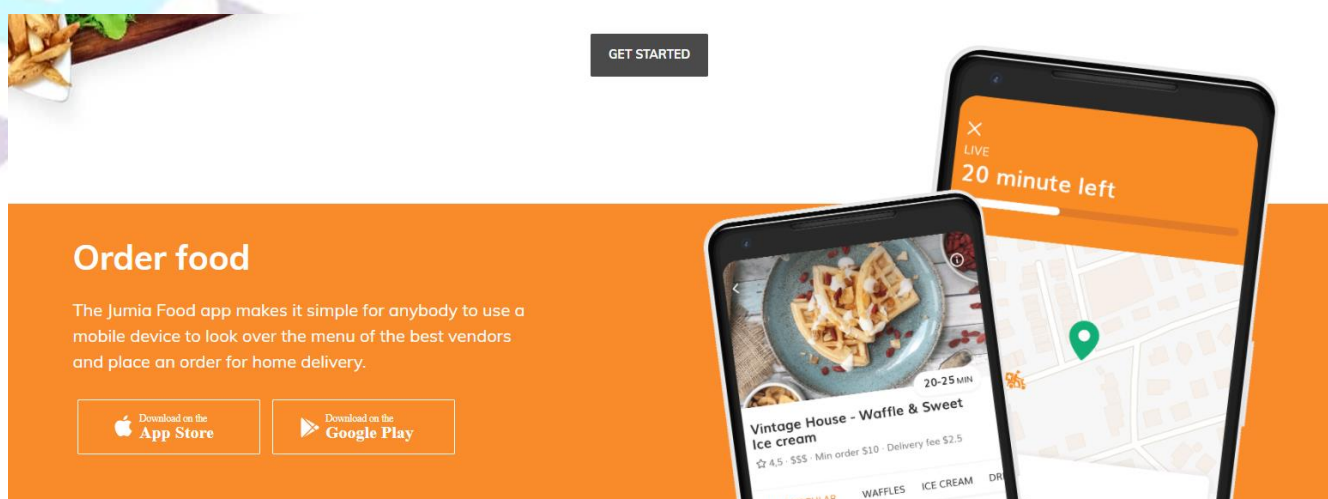 GET STARTED
LIVE
20 minute left
Order food
The Jumia Food app makes it simple for anybody to use a
mobile device to look over the menu of the best vendors
and place an order for home delivery.
Download on the
App Store
Download on the
Google Play
20-25 MIN
Vintage House - Waffle & Sweet
Ice cream
4,5 · $$$ · Min order $10 · Delivery fee $2.5
WAFFLES ICE CREAM